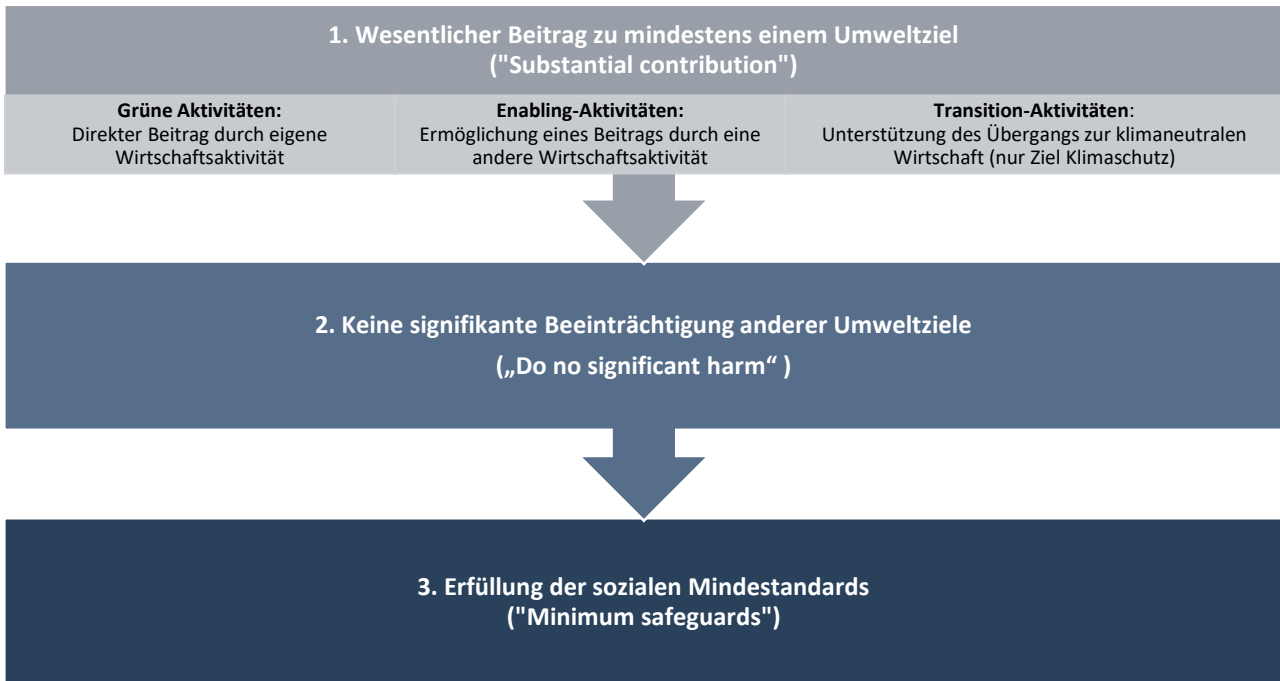 1. Wesentlicher Beitrag zu mindestens einem Umweltziel
("Substantial contribution")
Grüne Aktivitäten:
Direkter Beitrag durch eigene
Wirtschaftsaktivität
Enabling-Aktivitäten:
Ermöglichung eines Beitrags durch eine
andere Wirtschaftsaktivität
Transition-Aktivitäten:
Unterstützung des Übergangs zur klimaneutralen
Wirtschaft (nur Ziel Klimaschutz)
2. Keine signifikante Beeinträchtigung anderer Umweltziele
(„Do no significant harm“ )
3. Erfüllung der sozialen Mindestandards
("Minimum safeguards")